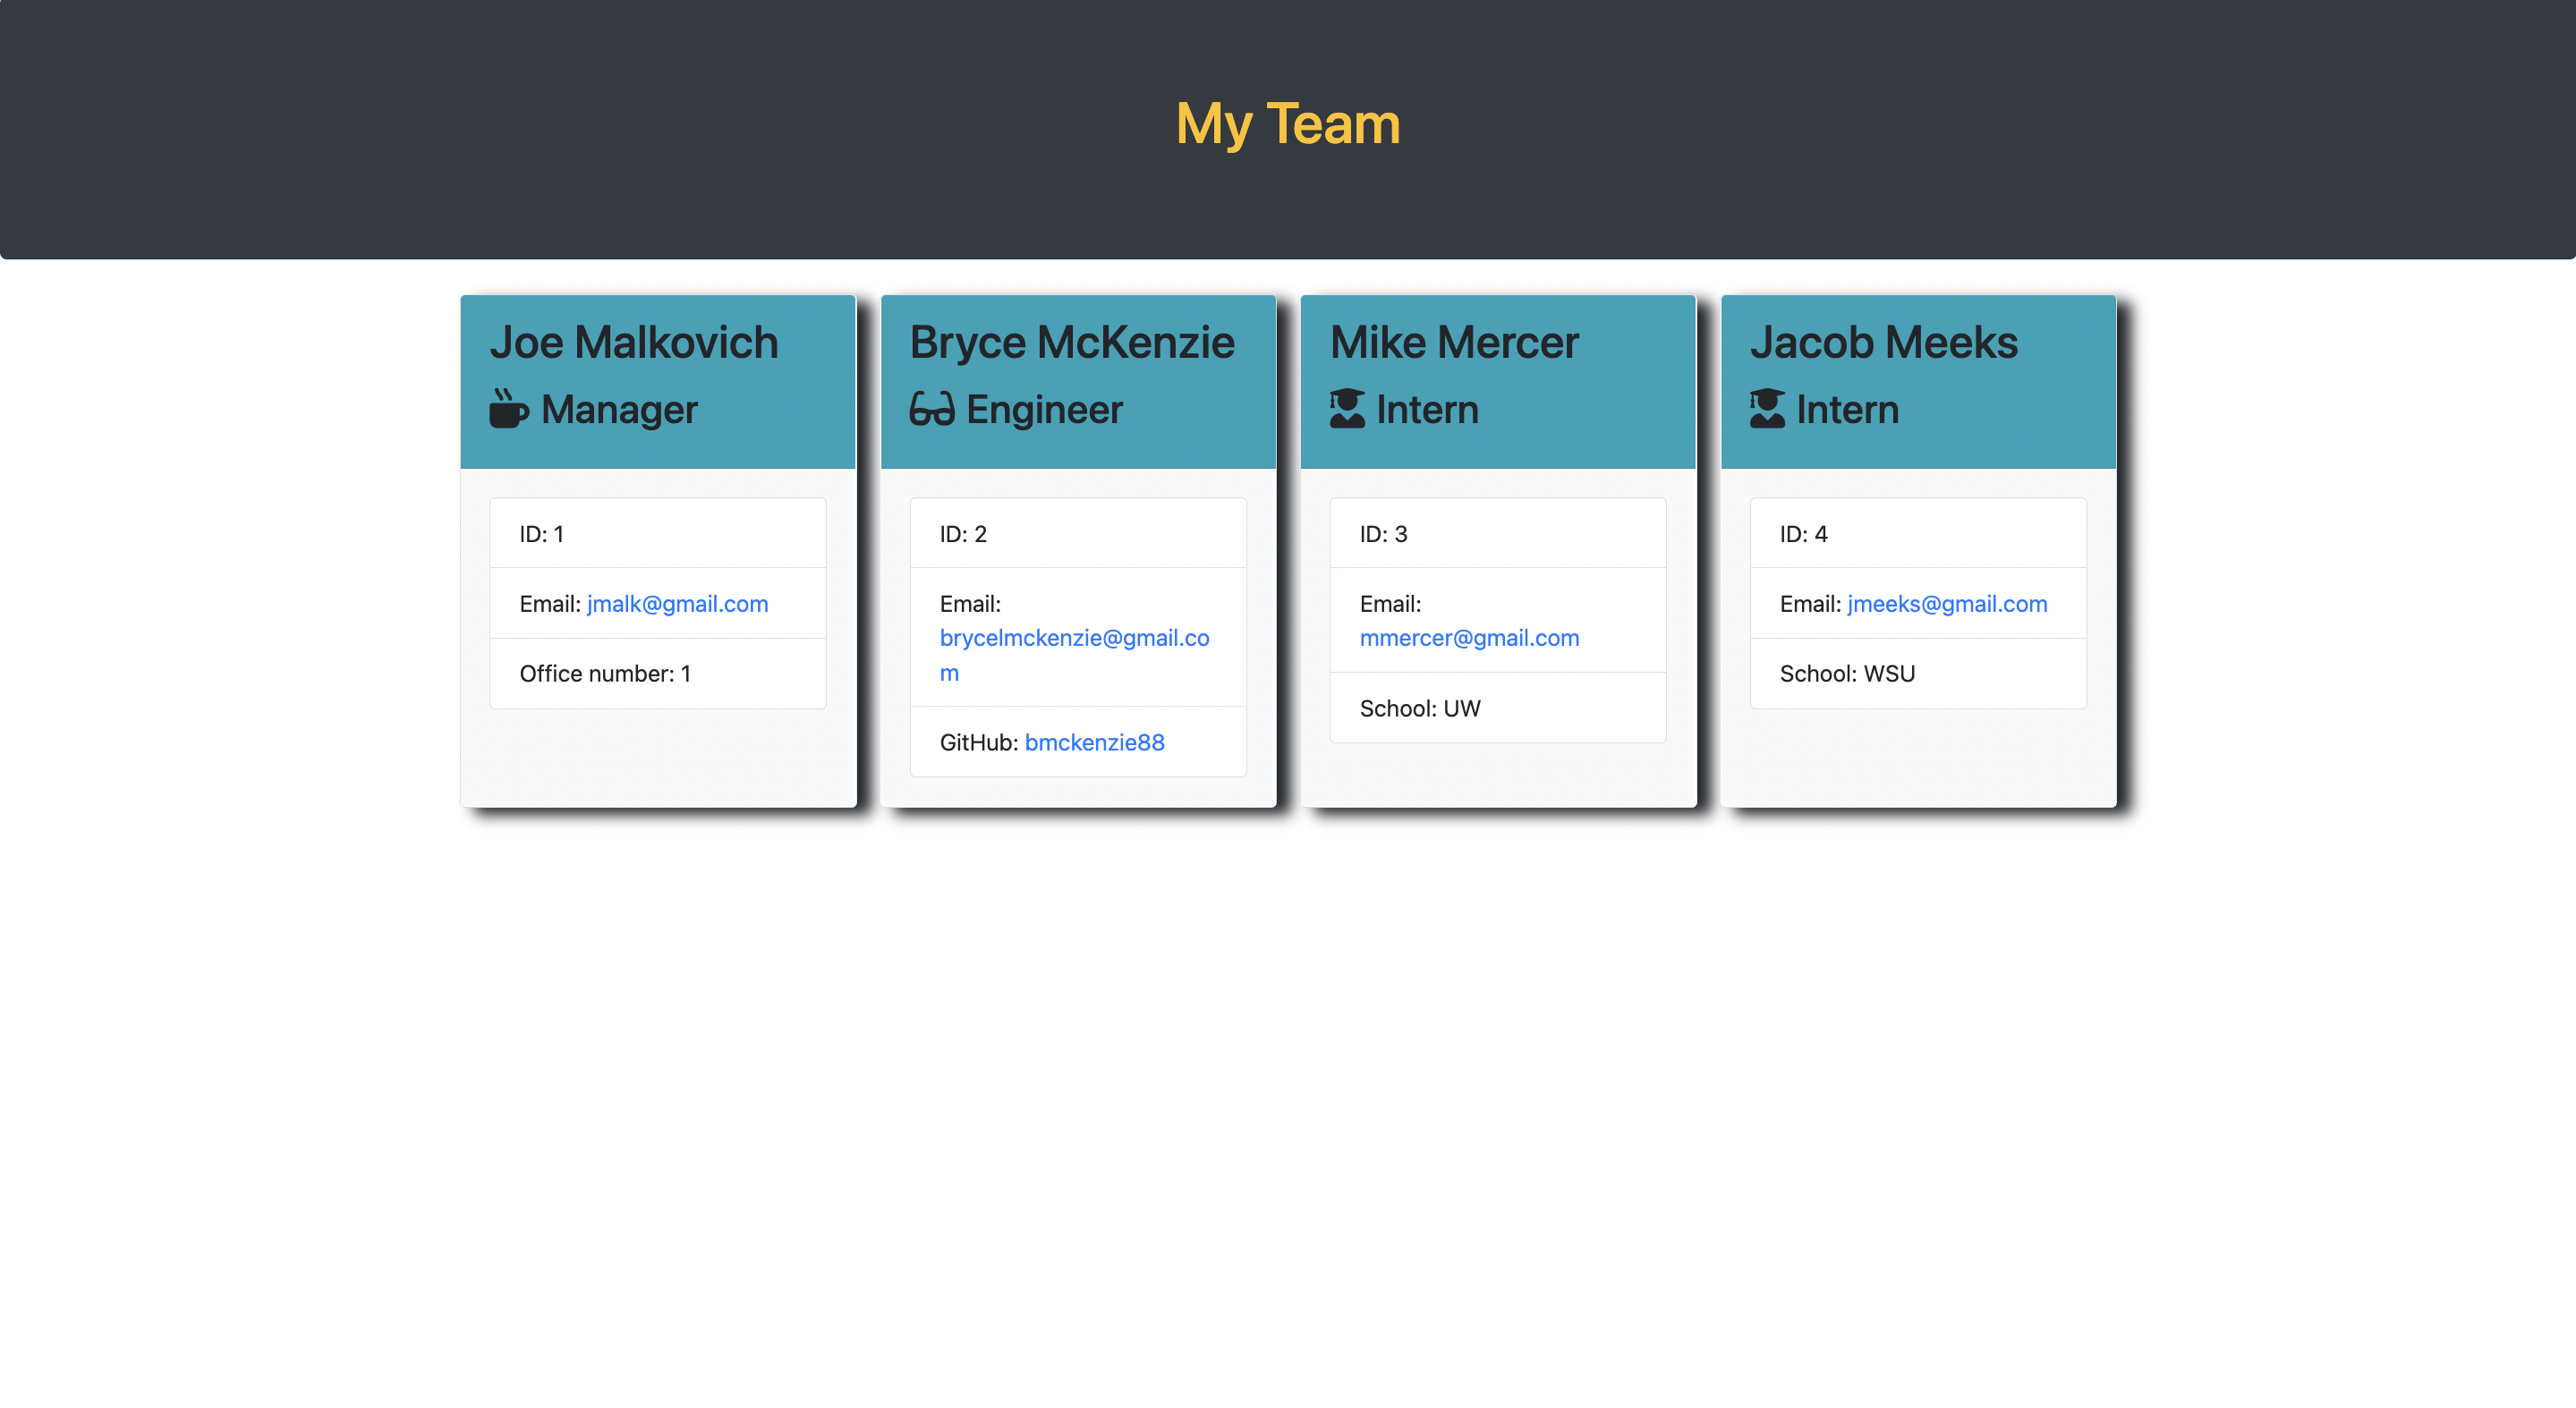 My Team
Joe Malkovich
Manager
ID: 1
Email: jmalk@gmail.com
Office number: 1
Bryce McKenzie
Engineer
ID: 2
Email:
brycelmckenzie@gmail.co
m
GitHub: bmckenzie88
Mike Mercer
Intern
ID: 3
Email:
mmercer@gmail.com
School: UW
Jacob Meeks
Intern
ID: 4
Email: jmeeks@gmail.com
School: WSU